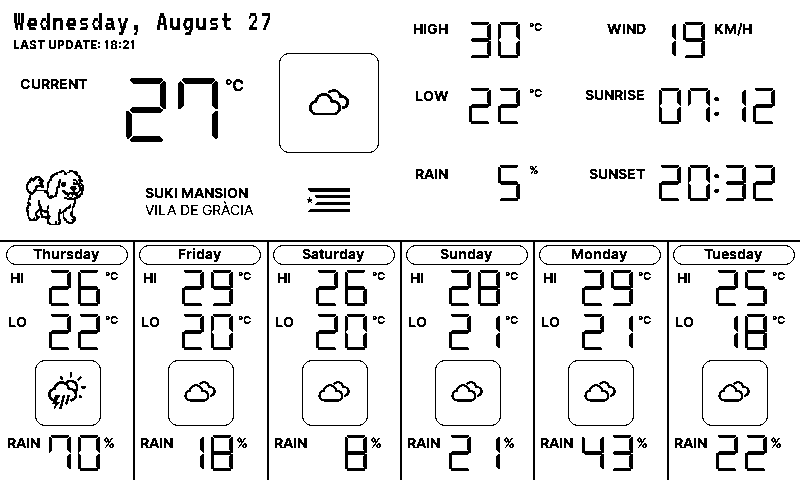 Wednesday, August 27
LAST UPDATE: 18:21
CURRENT 27 °C
HIGH 30 °C
WIND 19 KM/H
LOW 22 °C
SUNRISE 07:12
RAIN 5 %
SUNSET 20:32
SUKI MANSION
VILA DE GRÀCIA
Thursday
HI 26 °C
LO 22 °C
RAIN 70 %
Friday
HI 29 °C
LO 20 °C
RAIN 18 %
Saturday
HI 26 °C
LO 20 °C
RAIN 8 %
Sunday
HI 28 °C
LO 21 °C
RAIN 21 %
Monday
HI 29 °C
LO 21 °C
RAIN 43 %
Tuesday
HI 25 °C
LO 18 °C
RAIN 22 %